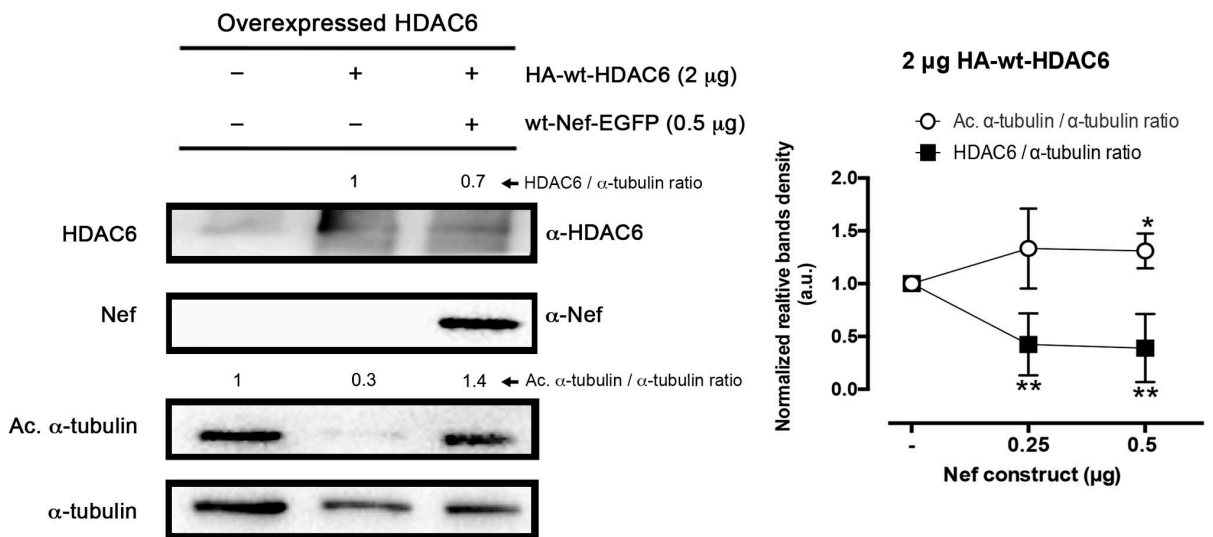 Overexpressed HDAC6
– + + HA-wt-HDAC6 (2 μg)
– – + wt-Nef-EGFP (0.5 μg)
1 0.7 HDAC6 / α-tubulin ratio
HDAC6 α-HDAC6
Nef α-Nef
1 0.3 1.4 Ac. α-tubulin / α-tubulin ratio
Ac. α-tubulin
α-tubulin
2 μg HA-wt-HDAC6
Ac. α-tubulin / α-tubulin ratio
HDAC6 / α-tubulin ratio
Normalized realtive bands density
(a.u.)
2.0
1.5
1.0
0.5
0.0
*
** **
- 0.25 0.5
Nef construct (μg)